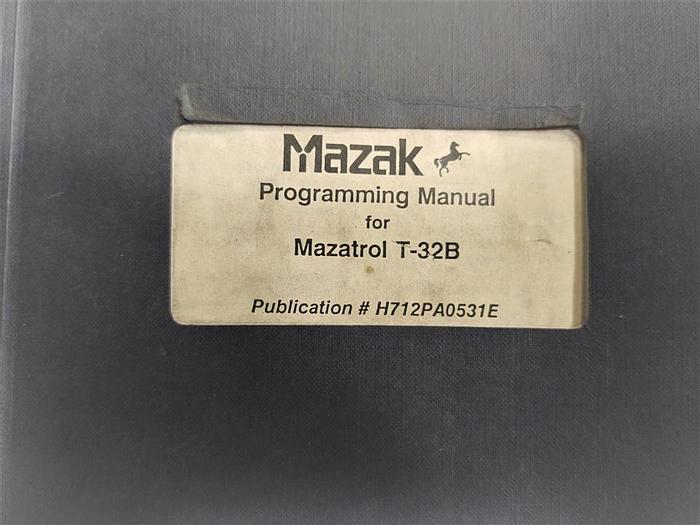 Mazak
Programming Manual
for
Mazatrol T-32B
Publication # H712PA0531E